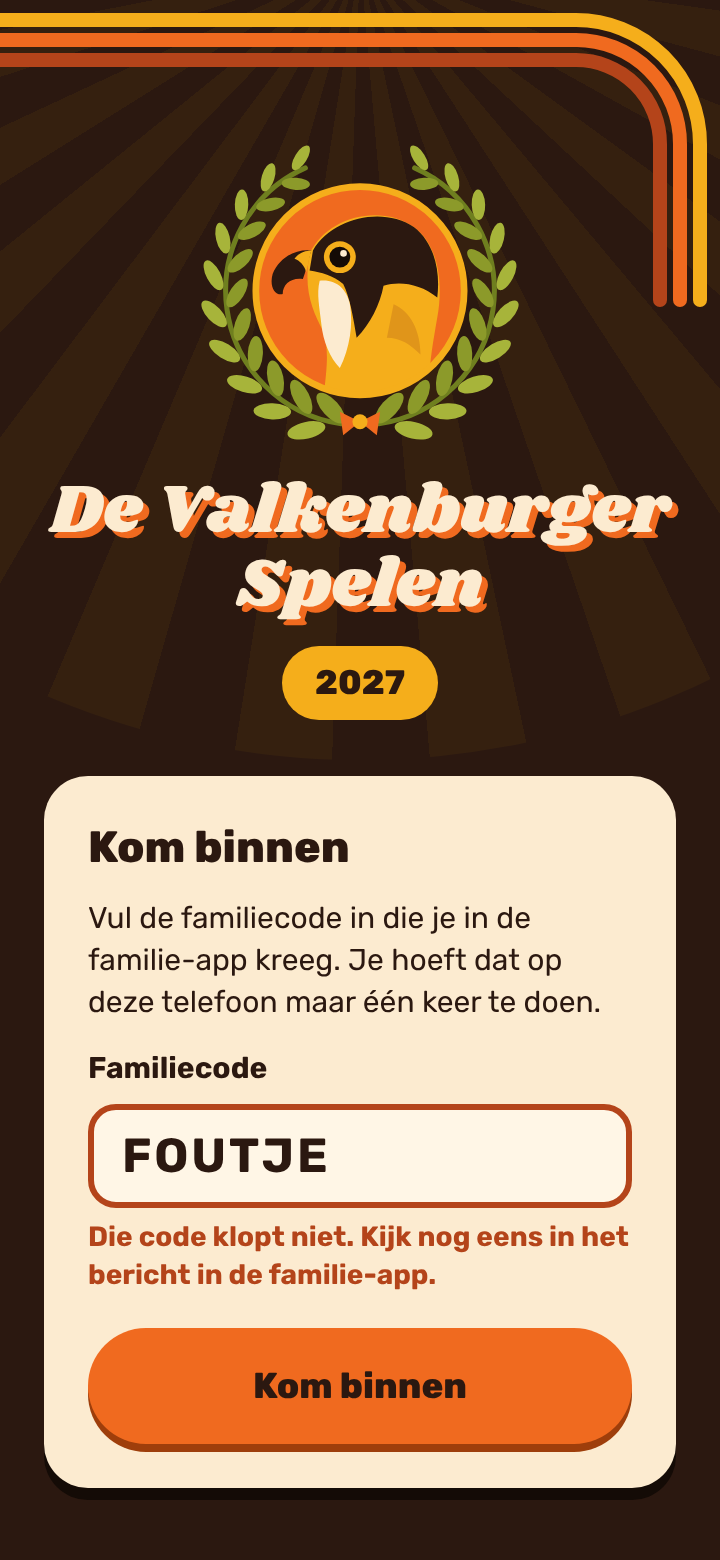 De Valkenburger
Spelen
2027
Kom binnen
Vul de familiecode in die je in de
familie-app kreeg. Je hoeft dat op
deze telefoon maar één keer te doen.
Familiecode
FOUTJE
Die code klopt niet. Kijk nog eens in het
bericht in de familie-app.
Kom binnen